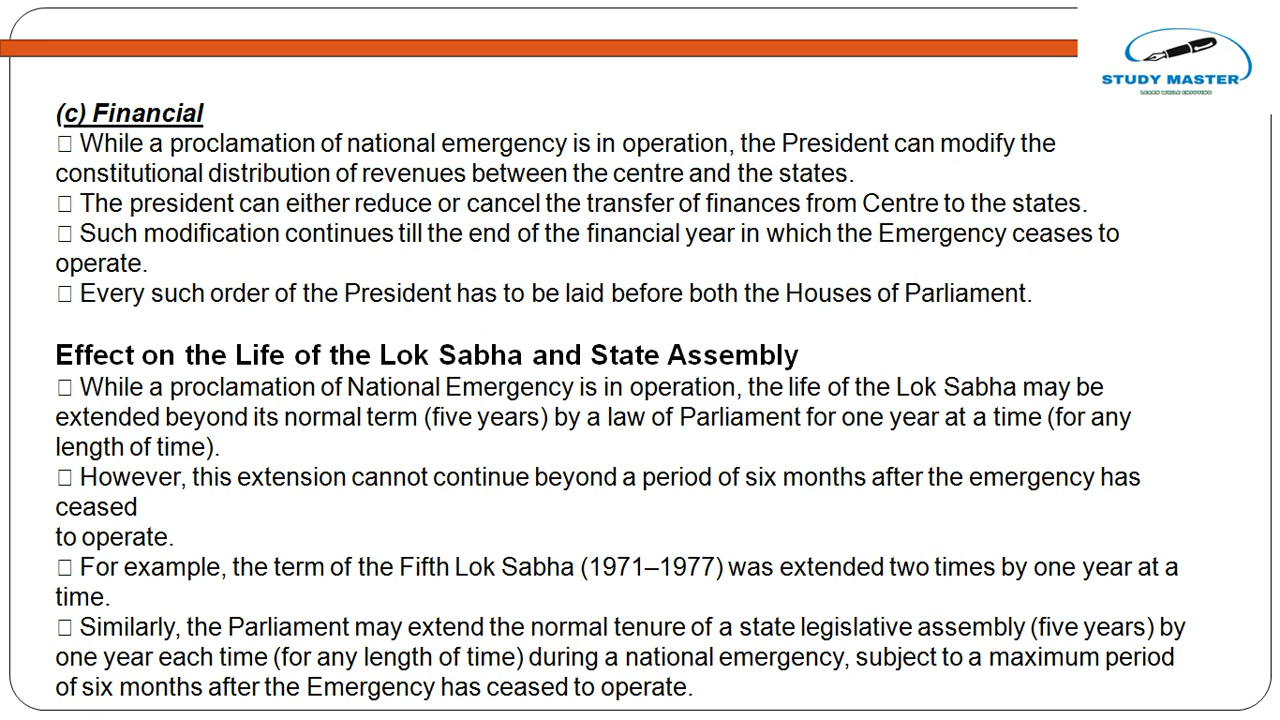 STUDY MASTER
LEARN WHILE ENJOYING
(c) Financial
 While a proclamation of national emergency is in operation, the President can modify the
constitutional distribution of revenues between the centre and the states.
 The president can either reduce or cancel the transfer of finances from Centre to the states.
 Such modification continues till the end of the financial year in which the Emergency ceases to
operate.
 Every such order of the President has to be laid before both the Houses of Parliament.
Effect on the Life of the Lok Sabha and State Assembly
 While a proclamation of National Emergency is in operation, the life of the Lok Sabha may be
extended beyond its normal term (five years) by a law of Parliament for one year at a time (for any
length of time).
 However, this extension cannot continue beyond a period of six months after the emergency has
ceased
to operate.
 For example, the term of the Fifth Lok Sabha (1971–1977) was extended two times by one year at a
time.
 Similarly, the Parliament may extend the normal tenure of a state legislative assembly (five years) by
one year each time (for any length of time) during a national emergency, subject to a maximum period
of six months after the Emergency has ceased to operate.